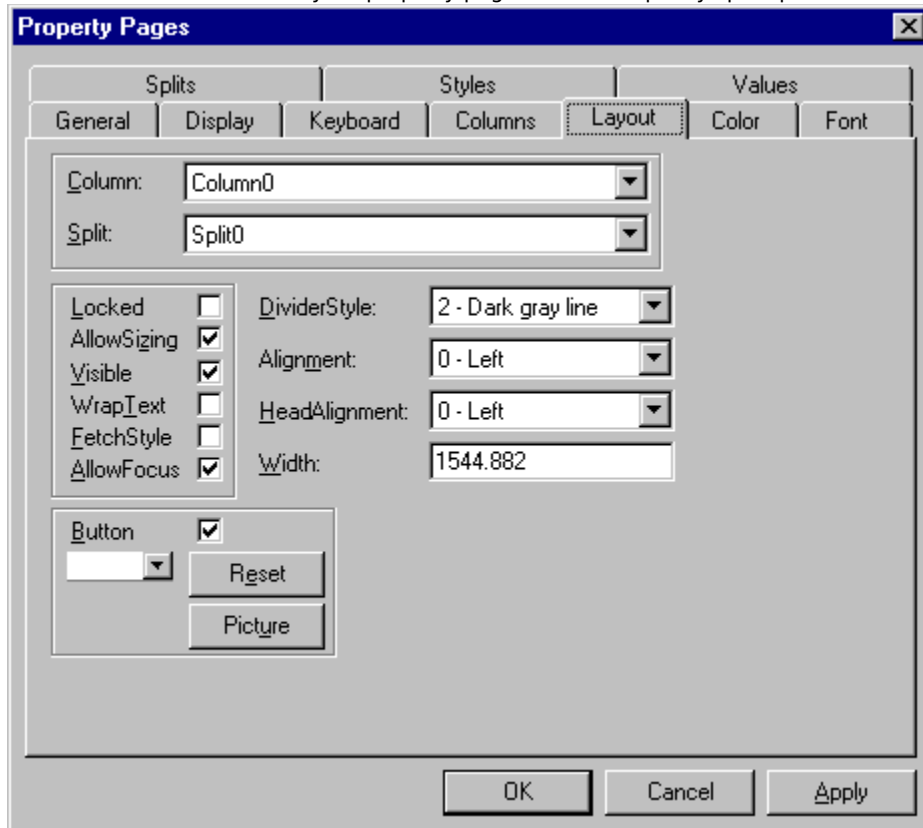 Property Pages
Splits Styles Values
General Display Keyboard Columns Layout Color Font
Column: Column0
Split: Split0
Locked DividerStyle: 2 - Dark gray line
AllowSizing
Visible Alignment: 0 - Left
WrapText HeadAlignment: 0 - Left
FetchStyle
AllowFocus Width: 1544.882
Button
Reset
Picture
OK Cancel Apply